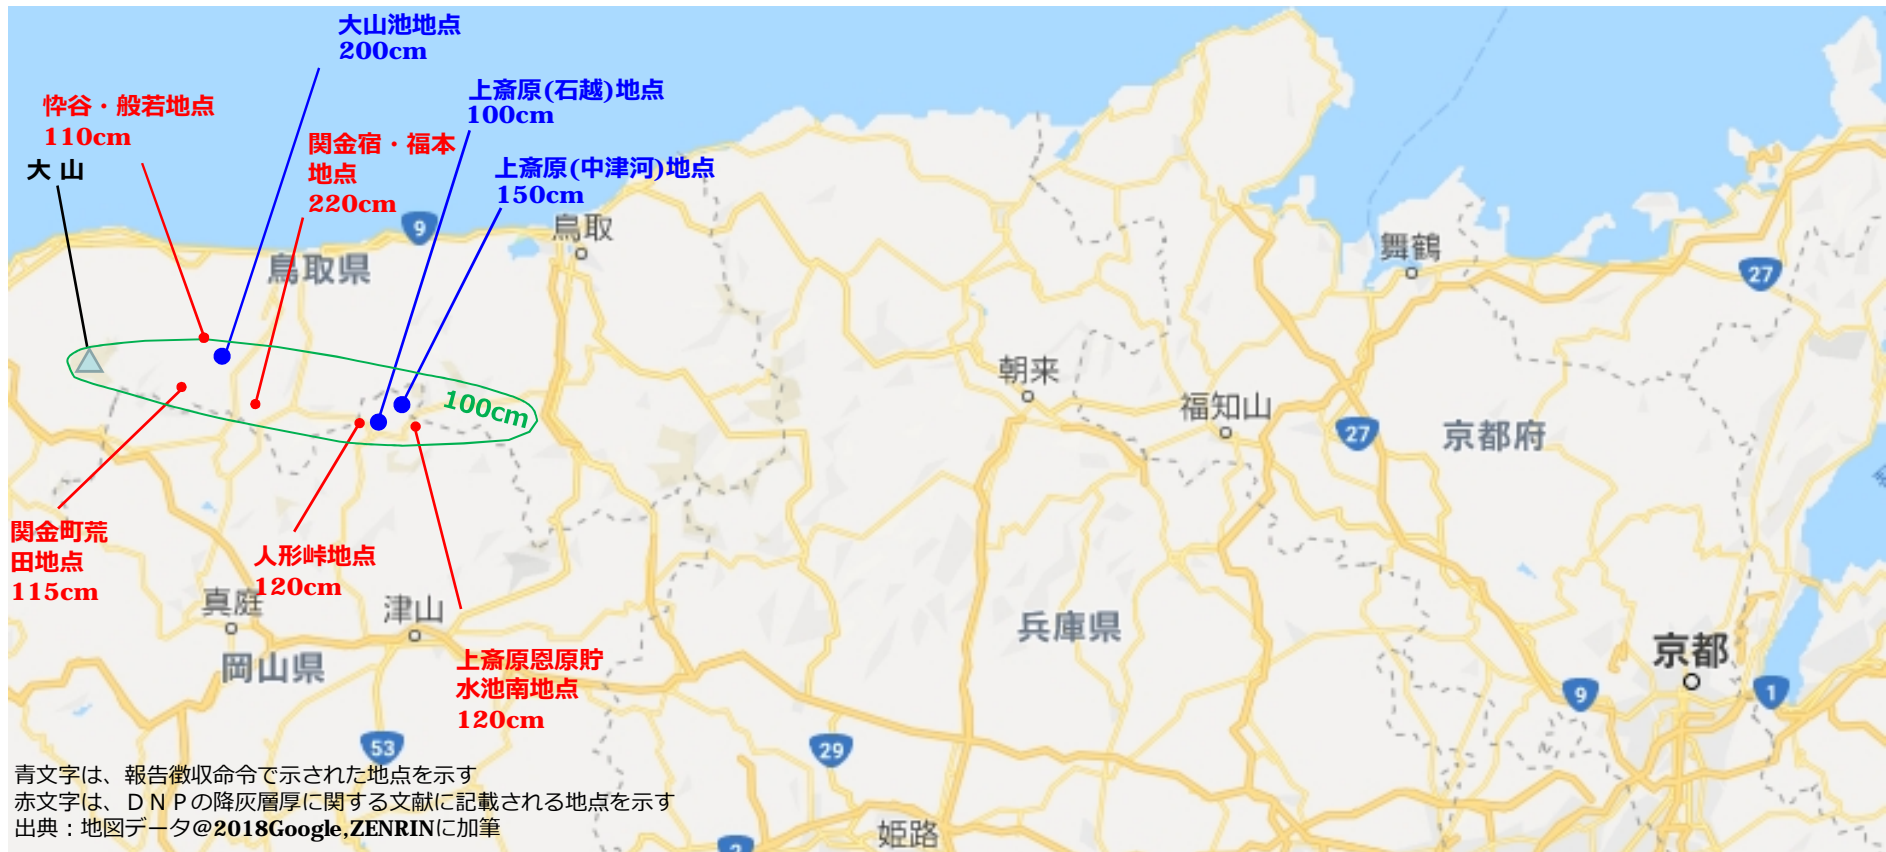 大山池地点
200cm
上斎原(石越)地点
100cm
忰谷・般若地点
110cm
関金宿・福本
地点
220cm
大 山
上斎原(中津河)地点
150cm
9
鳥取
鳥取県
舞鶴
27
朝来
100cm
福知山
27
京都府
関金町荒
田地点
115cm
人形峠地点
120cm
真庭
津山
兵庫県
岡山県
上斎原恩原貯
水池南地点
120cm
京都
9
1
53
29
青文字は、報告徴収命令で示された地点を示す
赤文字は、DNPの降灰層厚に関する文献に記載される地点を示す
出典：地図データ@2018Google,ZENRINに加筆
姫路
2